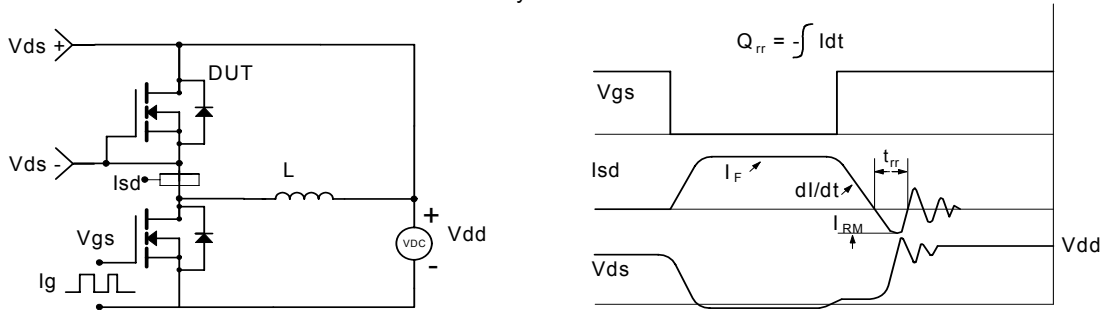 Vds +
DUT
Vds -
Isd
L
Vgs
Ig
+
VDC
-
Vdd
Q rr = -∫ Idt
Vgs
Isd
I F
dI/dt
t rr
I RM
Vds
Vdd